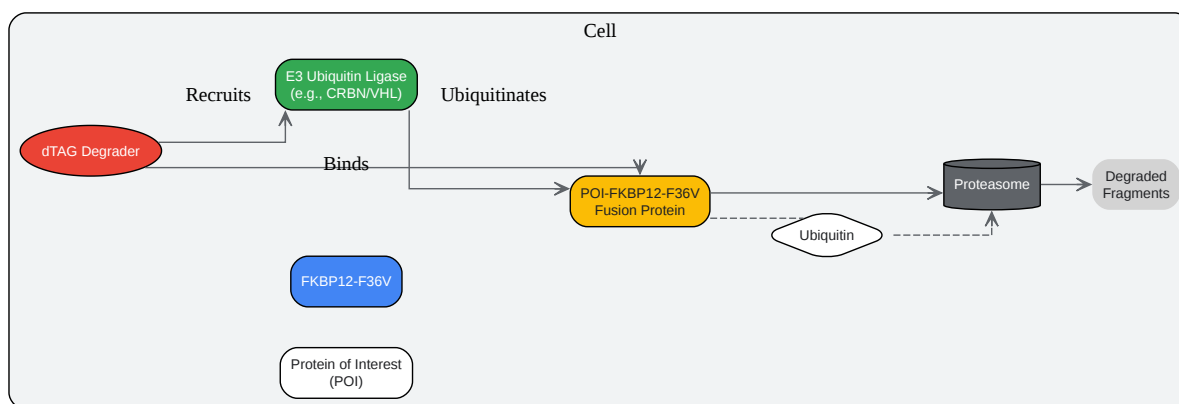 Cell
E3 Ubiquitin Ligase
(e.g., CRBN/VHL)
Recruits
Ubiquitinates
dTAG Degrader
Binds
POI-FKBP12-F36V
Fusion Protein
Proteasome
Degraded
Fragments
Ubiquitin
FKBP12-F36V
Protein of Interest
(POI)